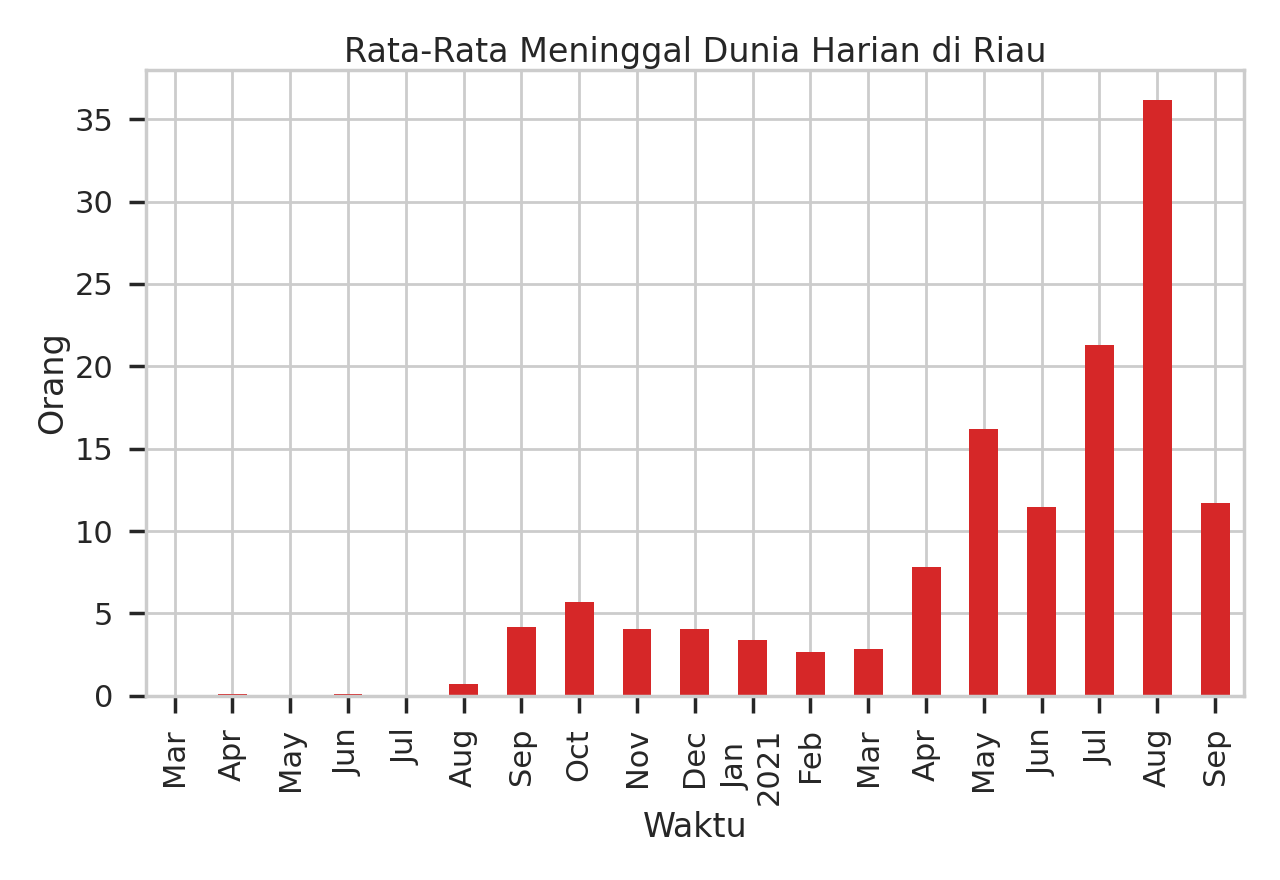 Rata-Rata Meninggal Dunia Harian di Riau
Orang
35
30
25
20
15
10
5
0
Mar
Apr
May
Jun
Jul
Aug
Sep
Oct
Nov
Dec
Jan
2021
Feb
Mar
Apr
May
Jun
Jul
Aug
Sep
Waktu